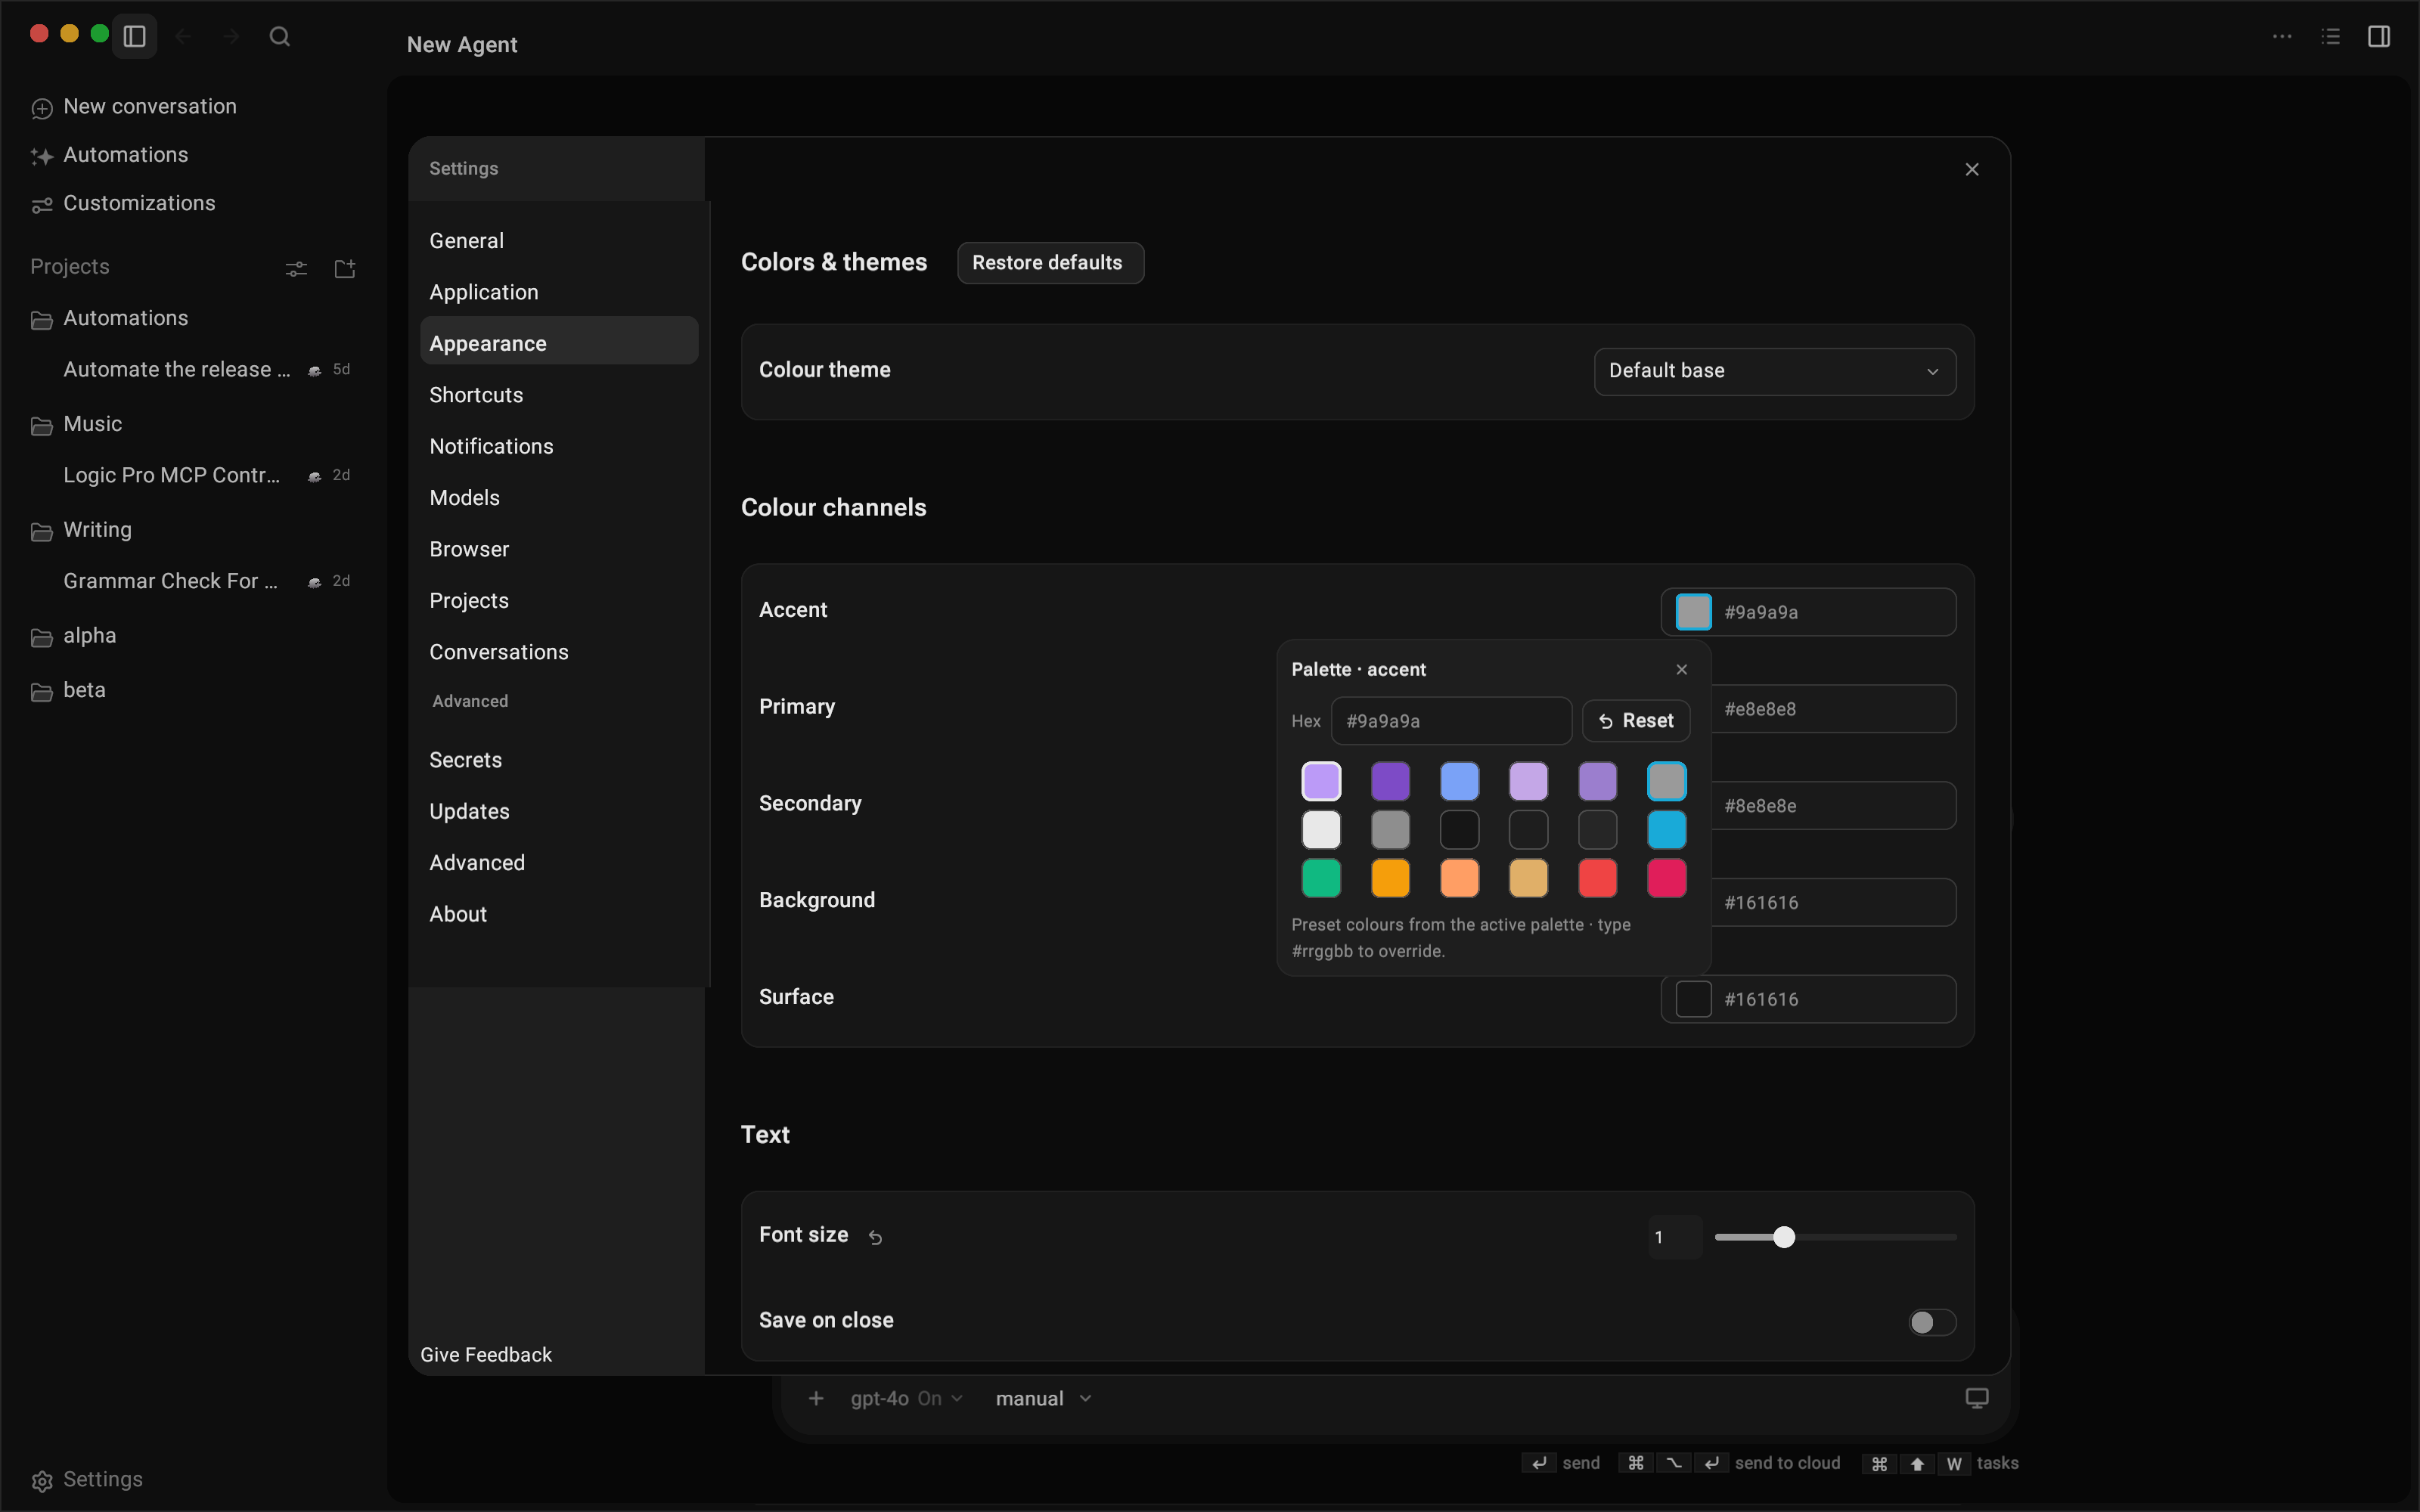 New Agent
New conversation
Automations
Customizations
Projects
Automations
Automate the release ...
5d
Music
Logic Pro MCP Contr...
2d
Writing
Grammar Check For ...
2d
alpha
beta
Settings
Settings
General
Application
Appearance
Shortcuts
Notifications
Models
Browser
Projects
Conversations
Advanced
Secrets
Updates
Advanced
About
Give Feedback
Colors & themes
Restore defaults
Colour theme
Default base
Colour channels
Accent
#9a9a9a
Primary
#e8e8e8
Secondary
#8e8e8e
Background
#161616
Surface
#161616
Palette · accent
Hex
#9a9a9a
Reset
Preset colours from the active palette · type
#rrggbb to override.
Text
Font size
1
Save on close
gpt-4o On
manual
send
send to cloud
W tasks